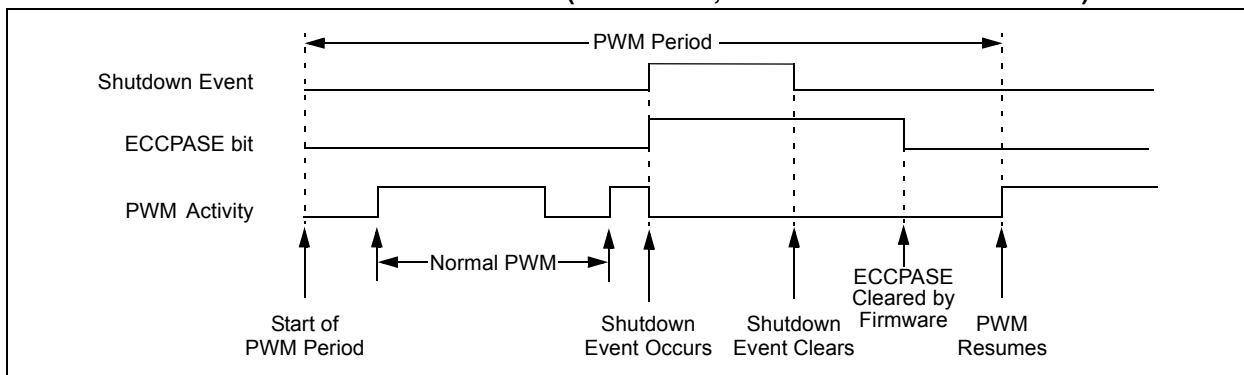 PWM Period
Shutdown Event
ECCPASE bit
PWM Activity
Normal PWM
Start of
PWM Period
Shutdown
Event Occurs
Shutdown
Event Clears
ECCPASE
Cleared by
Firmware
PWM
Resumes